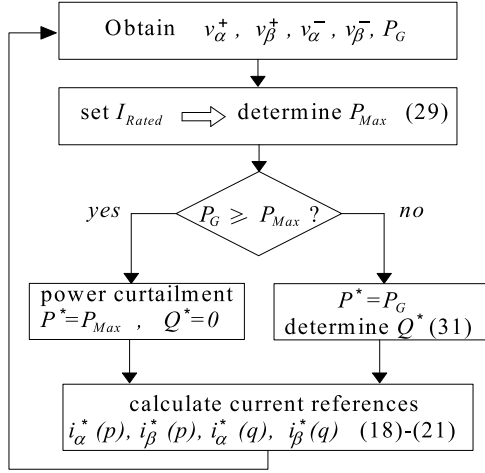 Obtain v_α^+ , v_β^+ , v_α^- , v_β^- , P_G
set I_Rated ⇒ determine P_Max (29)
P_G ⩾ P_Max ?
yes
no
power curtailment
P^*=P_Max , Q^*=0
P^*=P_G
determine Q^* (31)
calculate current references
i_α^*(p), i_β^*(p), i_α^*(q), i_β^*(q) (18)-(21)